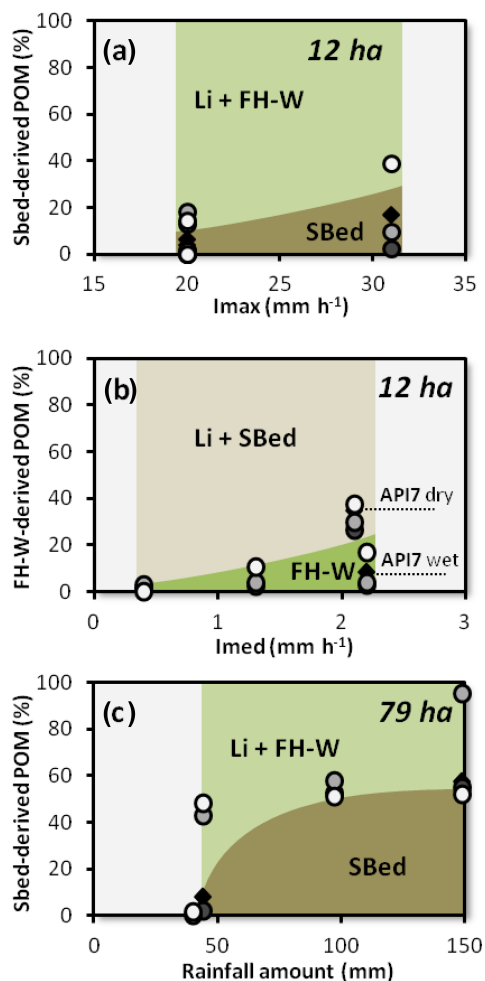 100
(a)
12 ha
80
Li + FH-W
60
40
20
SBed
0
15
20
25
30
35
Sbed-derived POM (%)
Imax (mm h-1)
100
(b)
12 ha
80
Li + SBed
60
40
API7 dry
20
FH-W
API7 wet
0
0
1
2
3
FH-W-derived POM (%)
Imed (mm h-1)
100
(c)
79 ha
80
Li + FH-W
60
40
20
SBed
0
0
50
100
150
Sbed-derived POM (%)
Rainfall amount (mm)